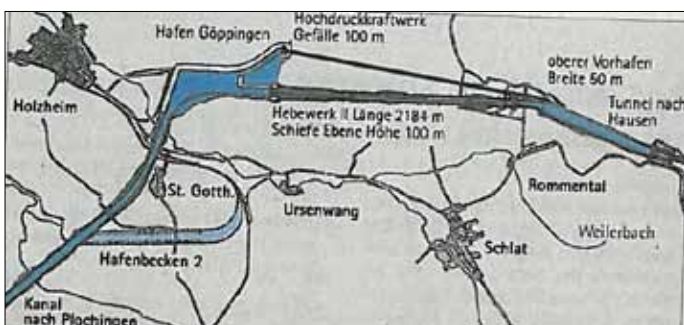 Hafen Göppingen
Hochdruckkraftwerk
Gefälle 100 m
oberer Vorhafen
Breite 50 m
Tunnel nach
Hausen
Holzheim
Hebewerk II Länge 2184 m
Schiefe Ebene Höhe 100 m
St. Gotth.
Ursenwang
Rommental
Weilerbach
Schlat
Hafenbecken 2
Kanal
nach Plochingen